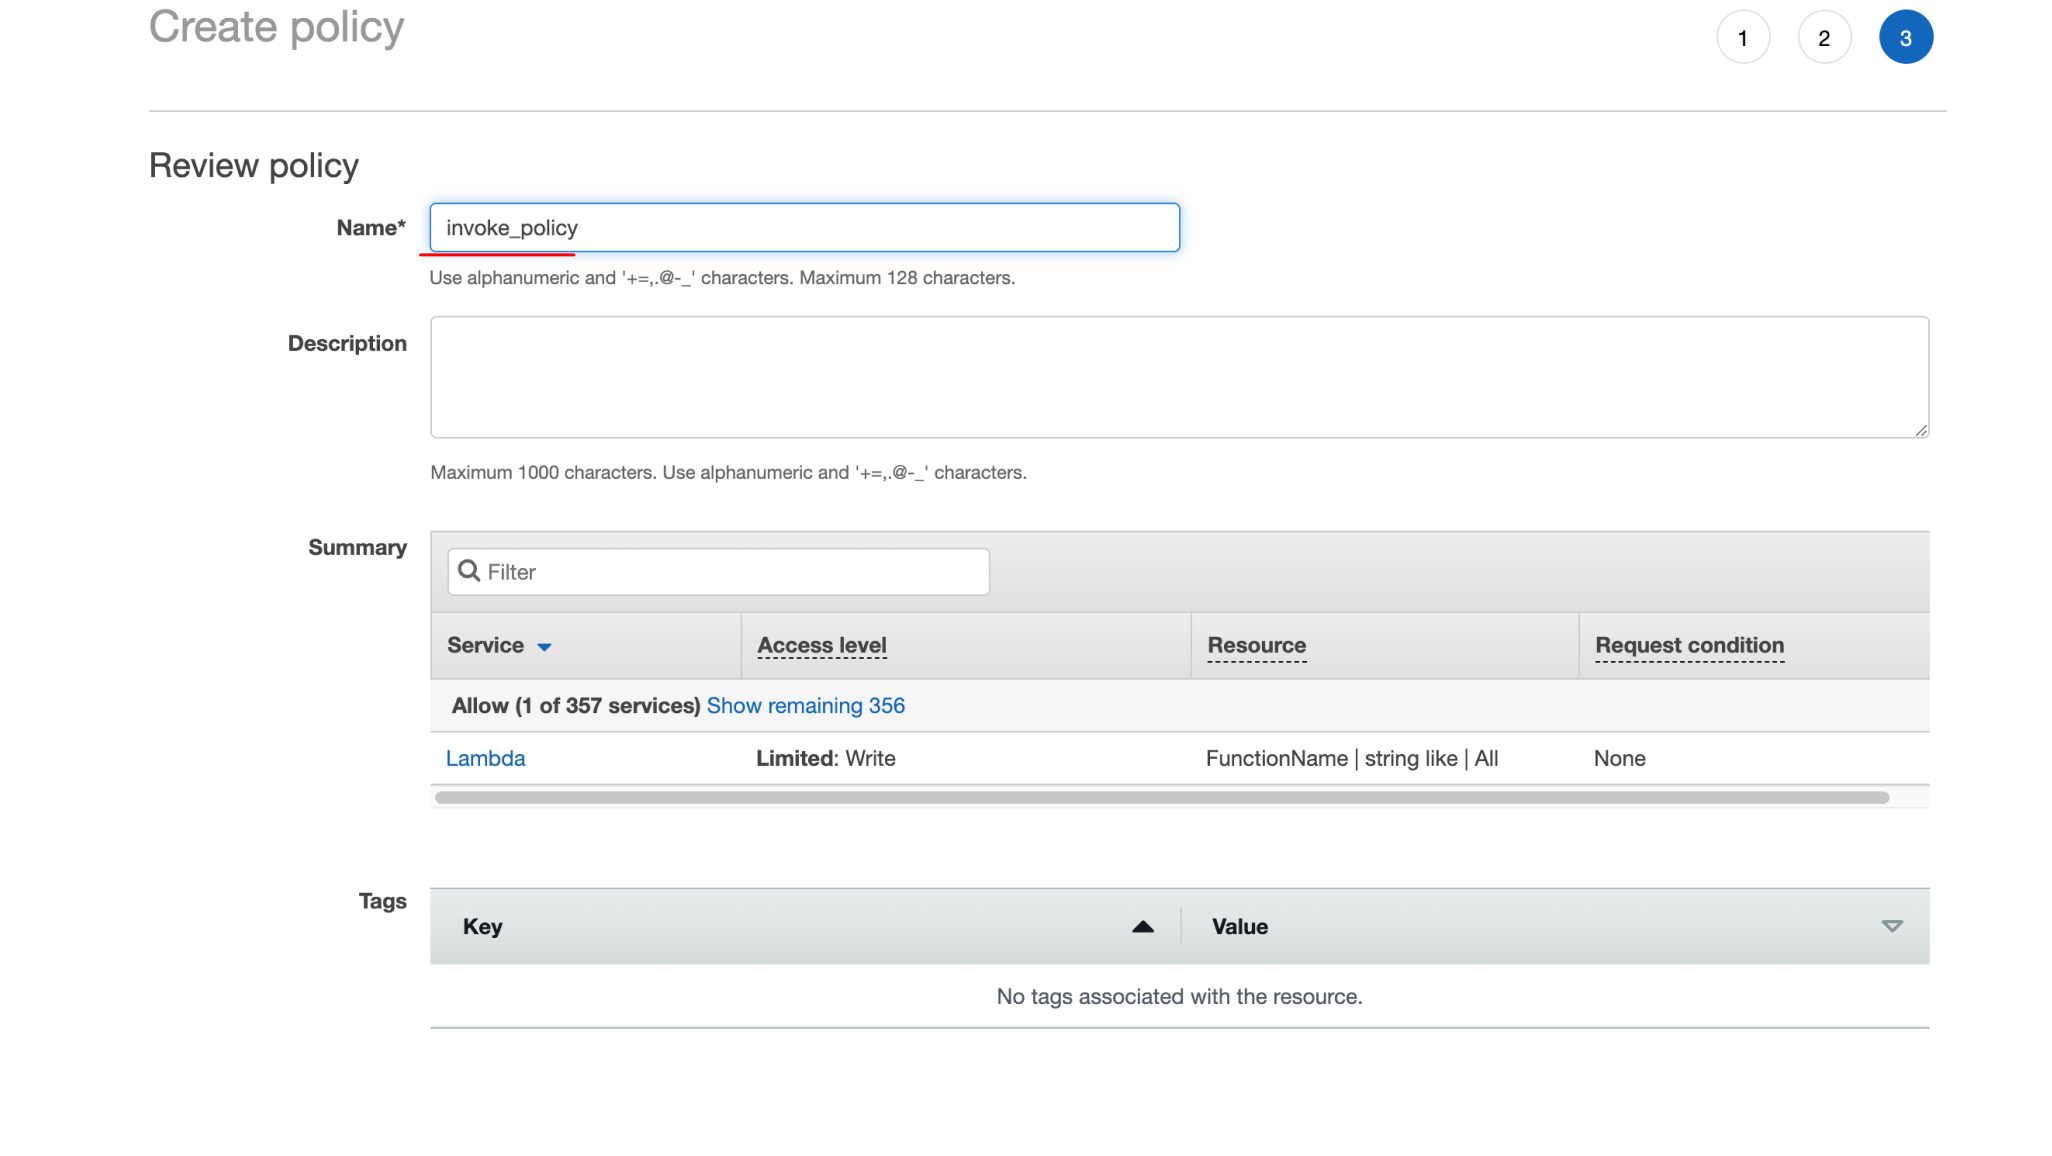 Create policy
1 2 3
Review policy
Name* invoke_policy
Use alphanumeric and '+=,.@-_' characters. Maximum 128 characters.
Description
Maximum 1000 characters. Use alphanumeric and '+=,.@-_' characters.
Summary
Filter
Service Access level Resource Request condition
Allow (1 of 357 services) Show remaining 356
Lambda Limited: Write FunctionName | string like | All None
Tags
Key Value
No tags associated with the resource.